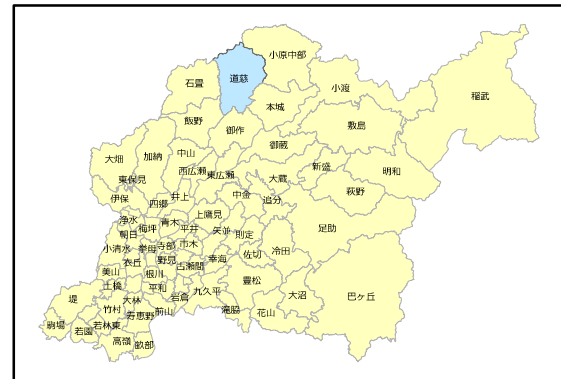 小原中部
道慈
石畳
小渡
稲武
本城
飯野
御作
敷島
大畑
加納
中山
御蔵
西広瀬
東広瀬
新盛
明和
東保見
大蔵
伊保
四郷
井上
中金
追分
萩野
上鷹見
浄水
梅坪
青木
平井
矢並
則定
足助
朝日
小清水
挙母
寺部
市木
冷田
衣丘
野見
古瀬間
幸海
佐切
美山
根川
土橋
平和
豊松
堤
大林
岩倉
九久平
大沼
巴ヶ丘
竹村
寿恵野
前山
滝脇
花山
駒場
若園
若林東
高嶺
畝部